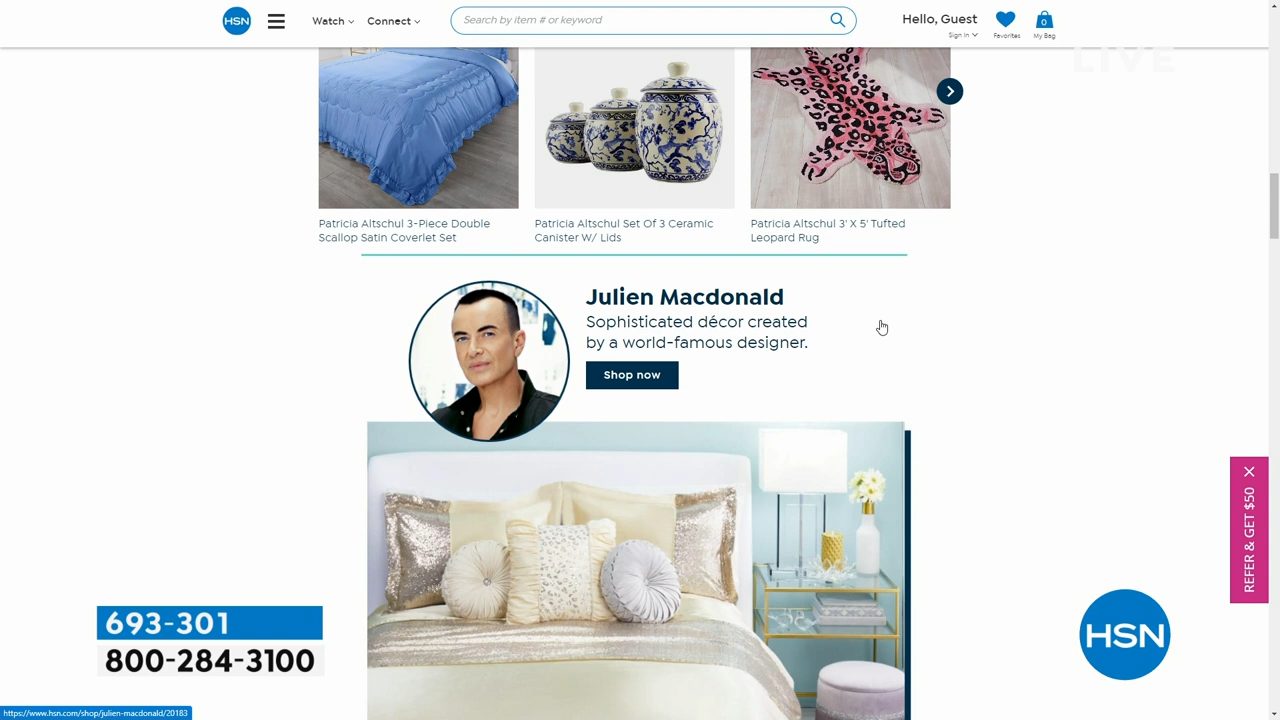 HSN
Watch
Connect
Search by item # or keyword
Hello, Guest
Sign In
Favorites
0
My Bag
LIVE
Patricia Altschul 3-Piece Double
Scallop Satin Coverlet Set
Patricia Altschul Set Of 3 Ceramic
Canister W/ Lids
Patricia Altschul 3' X 5' Tufted
Leopard Rug
Julien Macdonald
Sophisticated décor created
by a world-famous designer.
Shop now
REFER & GET $50
693-301
800-284-3100
HSN
https://www.hsn.com/shop/julien-macdonald/20183